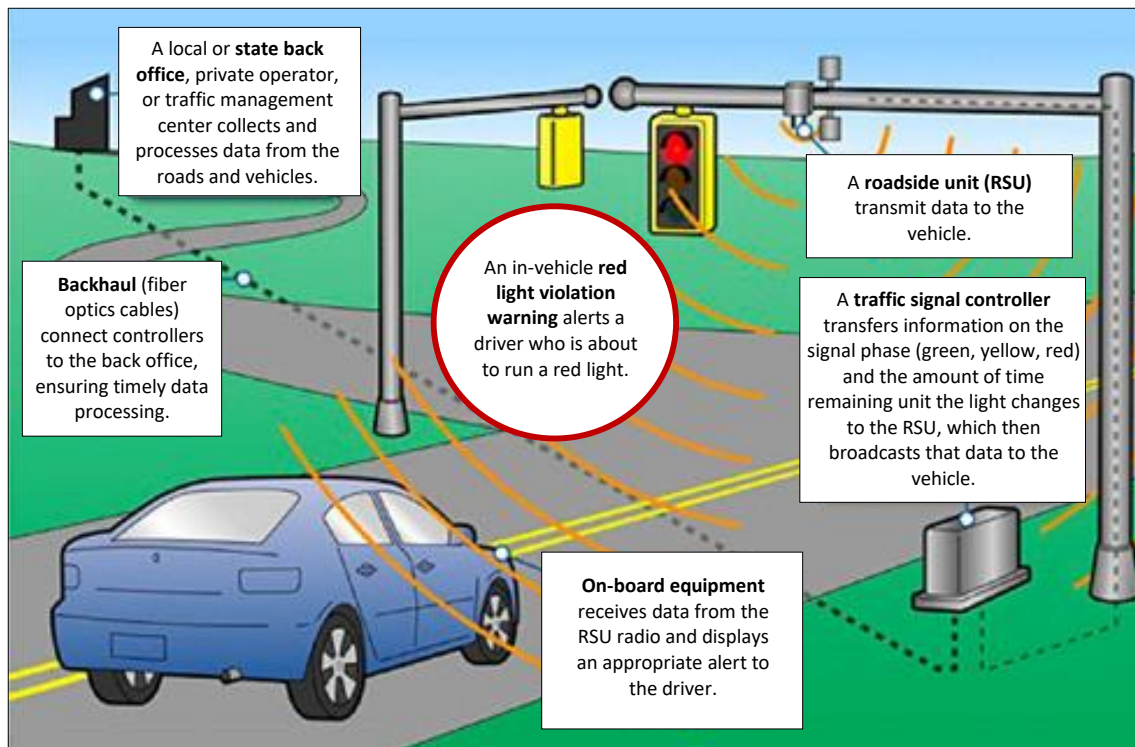 A local or state back
office, private operator,
or traffic management
center collects and
processes data from the
roads and vehicles.
A roadside unit (RSU)
transmit data to the
vehicle.
Backhaul (fiber
optics cables)
connect controllers
to the back office,
ensuring timely data
processing.
An in-vehicle red
light violation
warning alerts a
driver who is about
to run a red light.
A traffic signal controller
transfers information on the
signal phase (green, yellow, red)
and the amount of time
remaining unit the light changes
to the RSU, which then
broadcasts that data to the
vehicle.
On-board equipment
receives data from the
RSU radio and displays
an appropriate alert to
the driver.